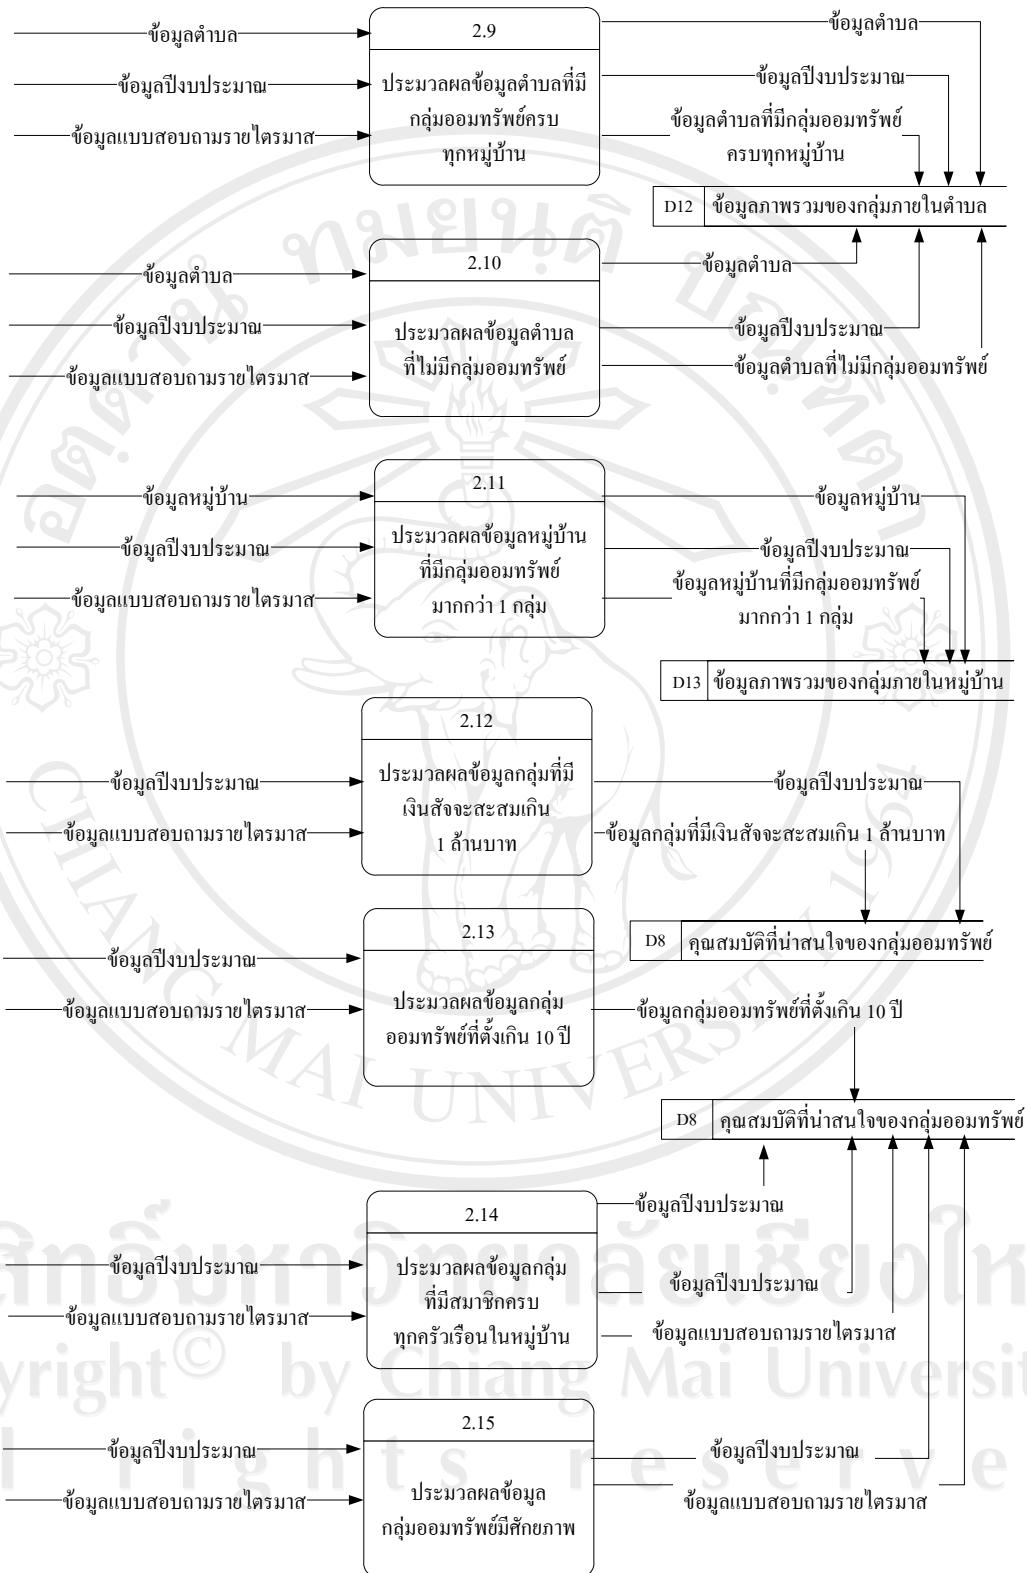 ข้อมูลตำบล
ข้อมูลปีงบประมาณ
ข้อมูลแบบสอบถามรายไตรมาส
2.9
ประมวลผลข้อมูลตำบลที่มี
กลุ่มออมทรัพย์ครบ
ทุกหมู่บ้าน
ข้อมูลตำบล
ข้อมูลปีงบประมาณ
ข้อมูลตำบลที่มีกลุ่มออมทรัพย์
ครบทุกหมู่บ้าน
D12 ข้อมูลภาพรวมของกลุ่มภายในตำบล
ข้อมูลตำบล
ข้อมูลปีงบประมาณ
ข้อมูลแบบสอบถามรายไตรมาส
2.10
ประมวลผลข้อมูลตำบล
ที่ไม่มีกลุ่มออมทรัพย์
ข้อมูลตำบล
ข้อมูลปีงบประมาณ
ข้อมูลตำบลที่ไม่มีกลุ่มออมทรัพย์
ข้อมูลหมู่บ้าน
ข้อมูลปีงบประมาณ
ข้อมูลแบบสอบถามรายไตรมาส
2.11
ประมวลผลข้อมูลหมู่บ้าน
ที่มีกลุ่มออมทรัพย์
มากกว่า 1 กลุ่ม
ข้อมูลหมู่บ้าน
ข้อมูลปีงบประมาณ
ข้อมูลหมู่บ้านที่มีกลุ่มออมทรัพย์
มากกว่า 1 กลุ่ม
D13 ข้อมูลภาพรวมของกลุ่มภายในหมู่บ้าน
ข้อมูลปีงบประมาณ
ข้อมูลแบบสอบถามรายไตรมาส
2.12
ประมวลผลข้อมูลกลุ่มที่มี
เงินสัจจะสะสมเกิน
1 ล้านบาท
ข้อมูลปีงบประมาณ
ข้อมูลกลุ่มที่มีเงินสัจจะสะสมเกิน 1 ล้านบาท
D8 คุณสมบัติที่น่าสนใจของกลุ่มออมทรัพย์
ข้อมูลปีงบประมาณ
ข้อมูลแบบสอบถามรายไตรมาส
2.13
ประมวลผลข้อมูลกลุ่ม
ออมทรัพย์ที่ตั้งเกิน 10 ปี
ข้อมูลกลุ่มออมทรัพย์ที่ตั้งเกิน 10 ปี
D8 คุณสมบัติที่น่าสนใจของกลุ่มออมทรัพย์
ข้อมูลปีงบประมาณ
ข้อมูลแบบสอบถามรายไตรมาส
2.14
ประมวลผลข้อมูลกลุ่ม
ที่มีสมาชิกครบ
ทุกครัวเรือนในหมู่บ้าน
ข้อมูลปีงบประมาณ
ข้อมูลปีงบประมาณ
ข้อมูลแบบสอบถามรายไตรมาส
ข้อมูลปีงบประมาณ
ข้อมูลแบบสอบถามรายไตรมาส
2.15
ประมวลผลข้อมูล
กลุ่มออมทรัพย์มีศักยภาพ
ข้อมูลปีงบประมาณ
ข้อมูลแบบสอบถามรายไตรมาส
CHIANG MAI UNIVERSITY 1964
by Chiang Mai